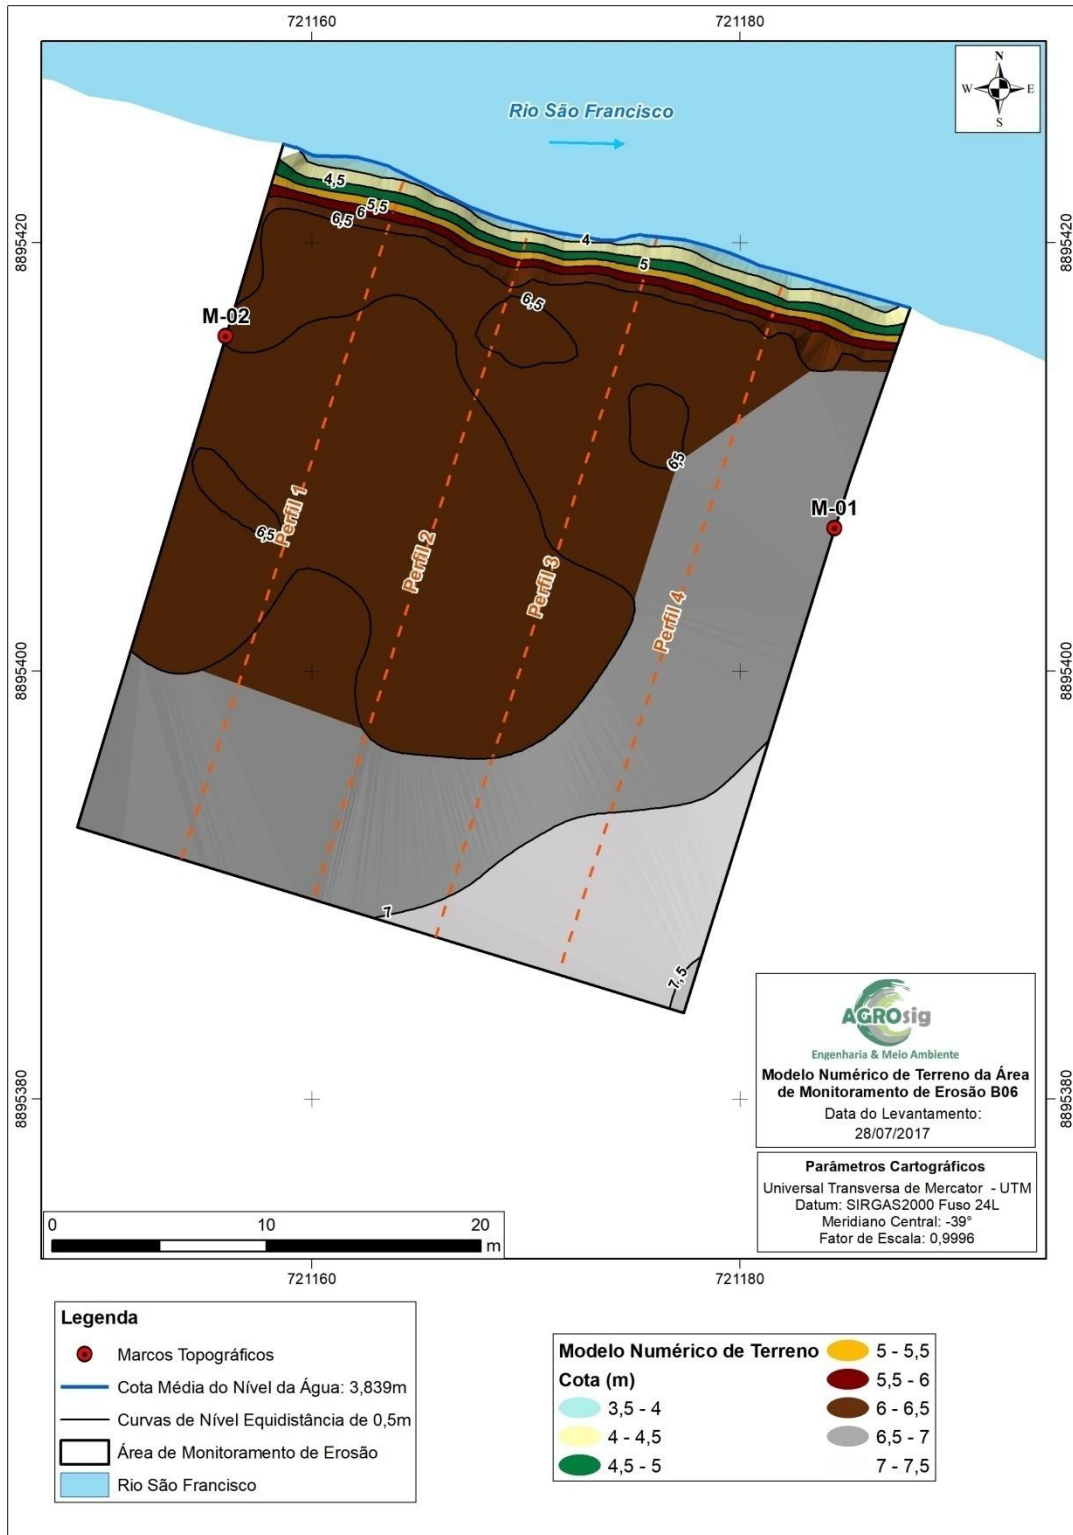 721160
721180
N
W
E
S
Rio São Francisco
8895420
8895420
4,5
5,5
6
6,5
4
5
6,5
M-02
6,5
M-01
6,5
Perfil 1
Perfil 2
Perfil 3
Perfil 4
8895400
8895400
7
7,5
8895380
8895380
AGROsig
Engenharia & Meio Ambiente
Modelo Numérico de Terreno da Área
de Monitoramento de Erosão B06
Data do Levantamento:
28/07/2017
Parâmetros Cartográficos
Universal Transversa de Mercator - UTM
Datum: SIRGAS2000 Fuso 24L
Meridiano Central: -39°
Fator de Escala: 0,9996
0
10
20
m
721160
721180
Legenda
Marcos Topográficos
Cota Média do Nível da Água: 3,839m
Curvas de Nível Equidistância de 0,5m
Área de Monitoramento de Erosão
Rio São Francisco
Modelo Numérico de Terreno
Cota (m)
3,5 - 4
4 - 4,5
4,5 - 5
5 - 5,5
5,5 - 6
6 - 6,5
6,5 - 7
7 - 7,5